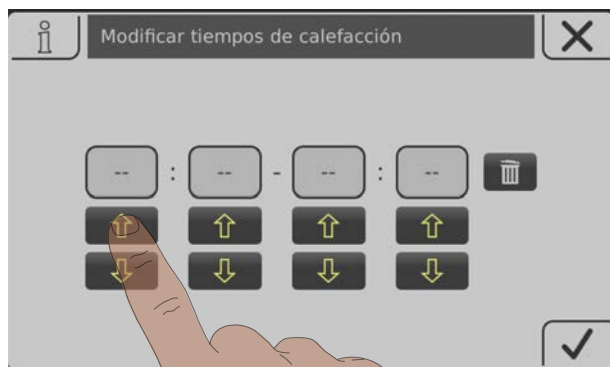 Modificar tiempos de calefacción
-- : -- - -- : --